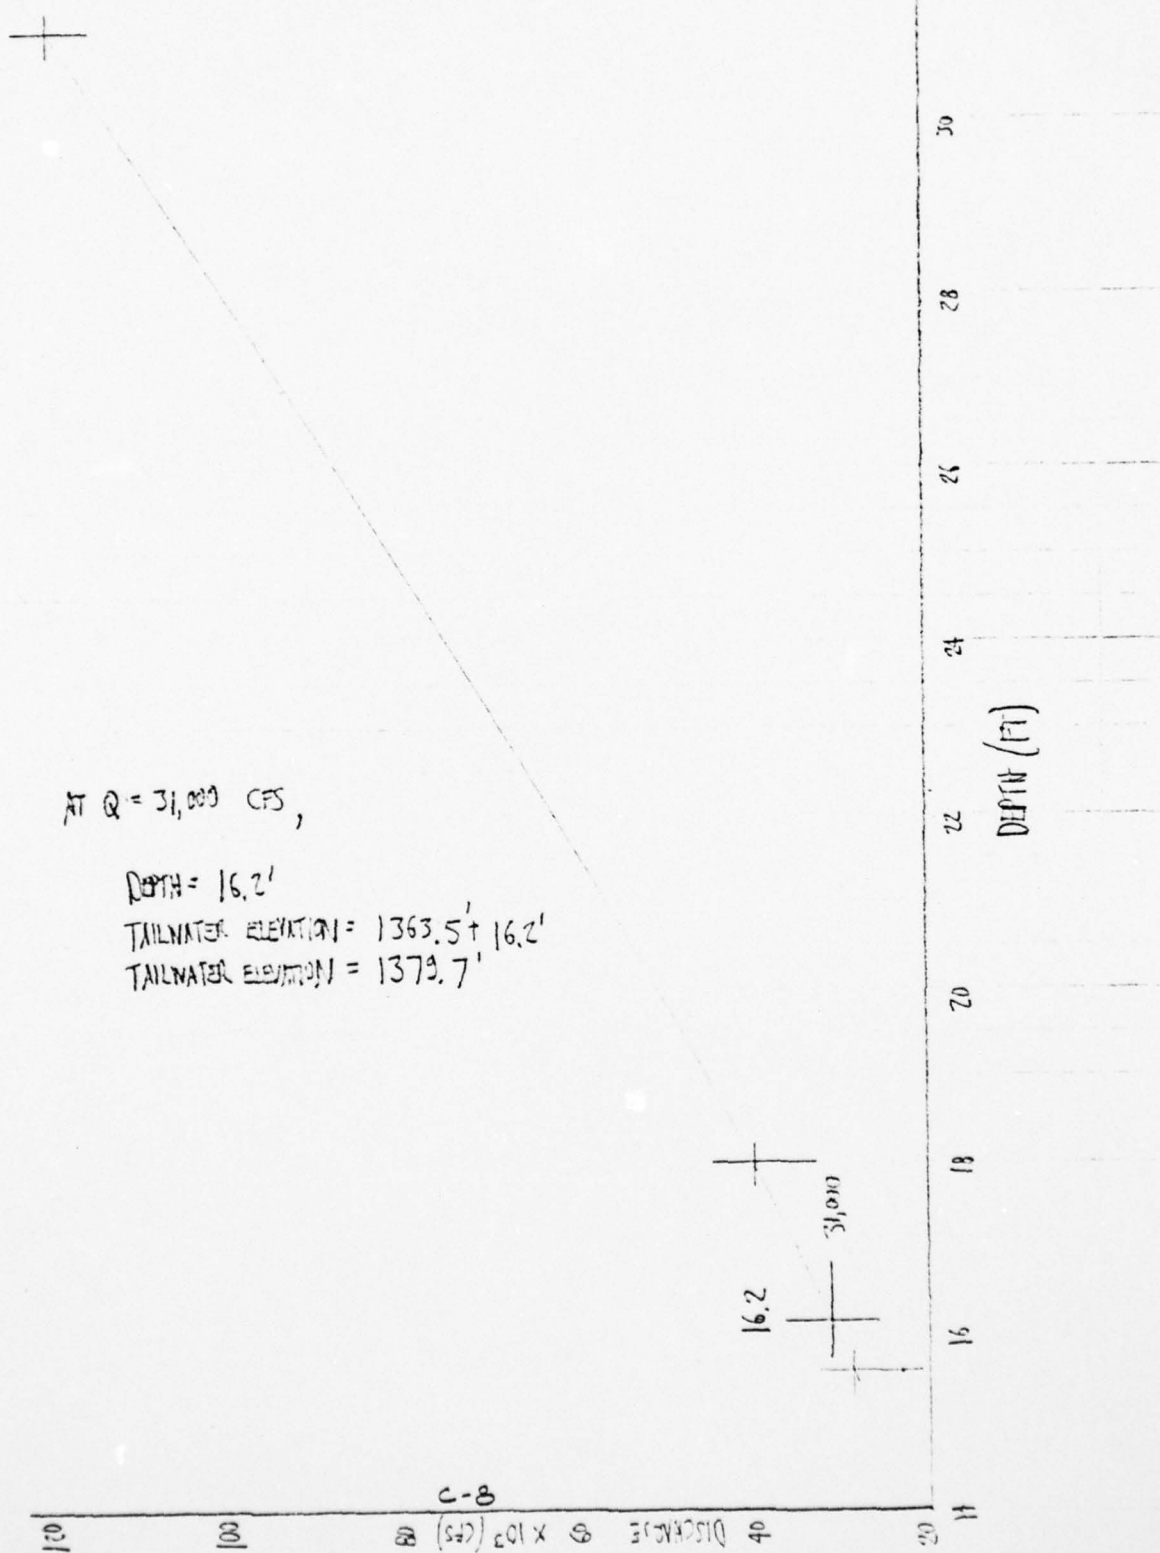 AT Q = 31,000 CFS,
DEPTH = 16.2'
TAILWATER ELEVATION = 1363.5' + 16.2'
TAILWATER ELEVATION = 1379.7'
30
28
26
24
22
20
18
16
14
DEPTH (FT)
16.2
31,000
C-8
120
100
80
60
40
20
DISCHARGE × 10³ (CFS)